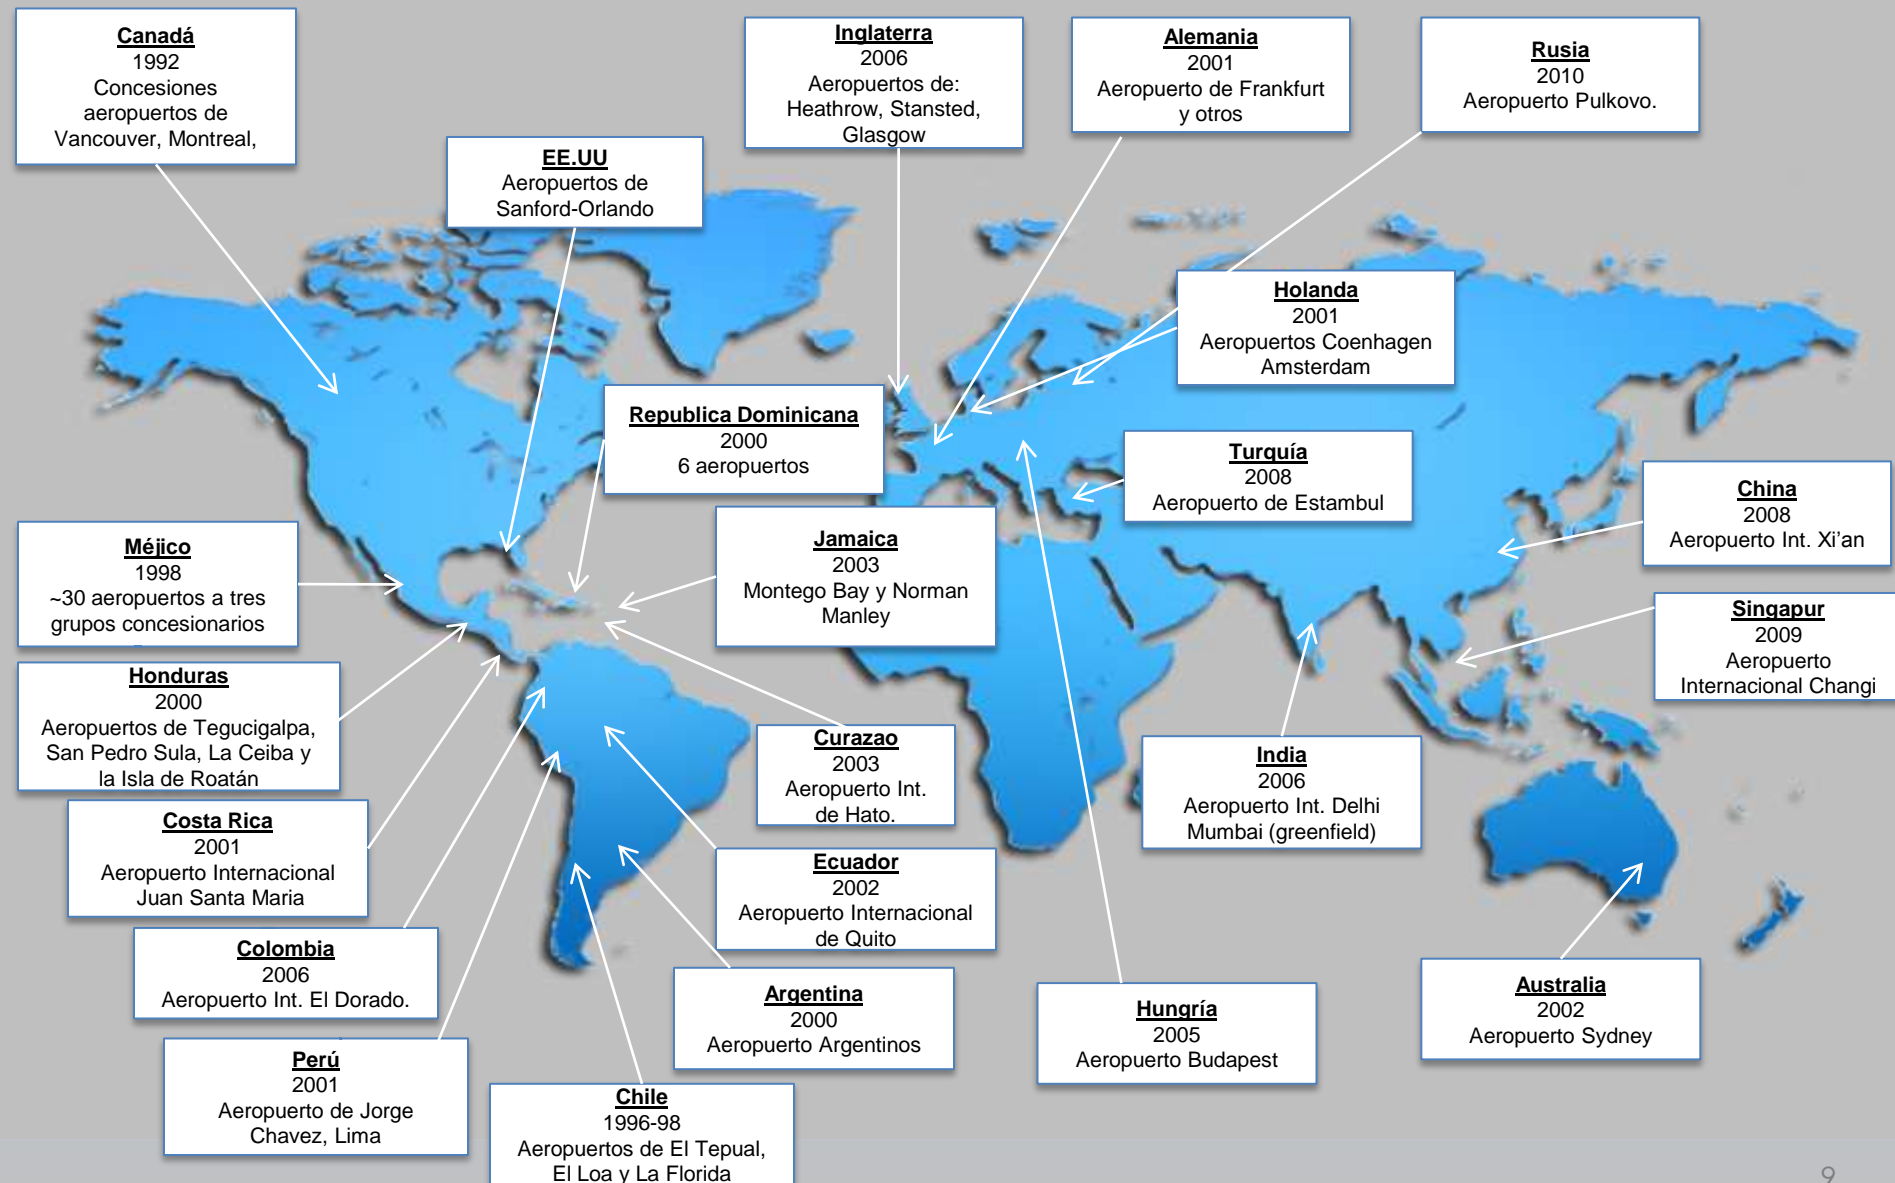 Canadá
1992
Concesiones
aeropuertos de
Vancouver, Montreal,
Inglaterra
2006
Aeropuertos de:
Heathrow, Stansted,
Glasgow
Alemania
2001
Aeropuerto de Frankfurt
y otros
Rusia
2010
Aeropuerto Pulkovo.
EE.UU
Aeropuertos de
Sanford-Orlando
Holanda
2001
Aeropuertos Coenhagen
Amsterdam
Republica Dominicana
2000
6 aeropuertos
Turquía
2008
Aeropuerto de Estambul
China
2008
Aeropuerto Int. Xi'an
Méjico
1998
~30 aeropuertos a tres
grupos concesionarios
Jamaica
2003
Montego Bay y Norman
Manley
Singapur
2009
Aeropuerto
Internacional Changi
Honduras
2000
Aeropuertos de Tegucigalpa,
San Pedro Sula, La Ceiba y
la Isla de Roatán
Curazao
2003
Aeropuerto Int.
de Hato.
India
2006
Aeropuerto Int. Delhi
Mumbai (greenfield)
Costa Rica
2001
Aeropuerto Internacional
Juan Santa Maria
Ecuador
2002
Aeropuerto Internacional
de Quito
Colombia
2006
Aeropuerto Int. El Dorado.
Argentina
2000
Aeropuerto Argentinos
Hungría
2005
Aeropuerto Budapest
Australia
2002
Aeropuerto Sydney
Perú
2001
Aeropuerto de Jorge
Chavez, Lima
Chile
1996-98
Aeropuertos de El Tepual,
El Loa y La Florida
9